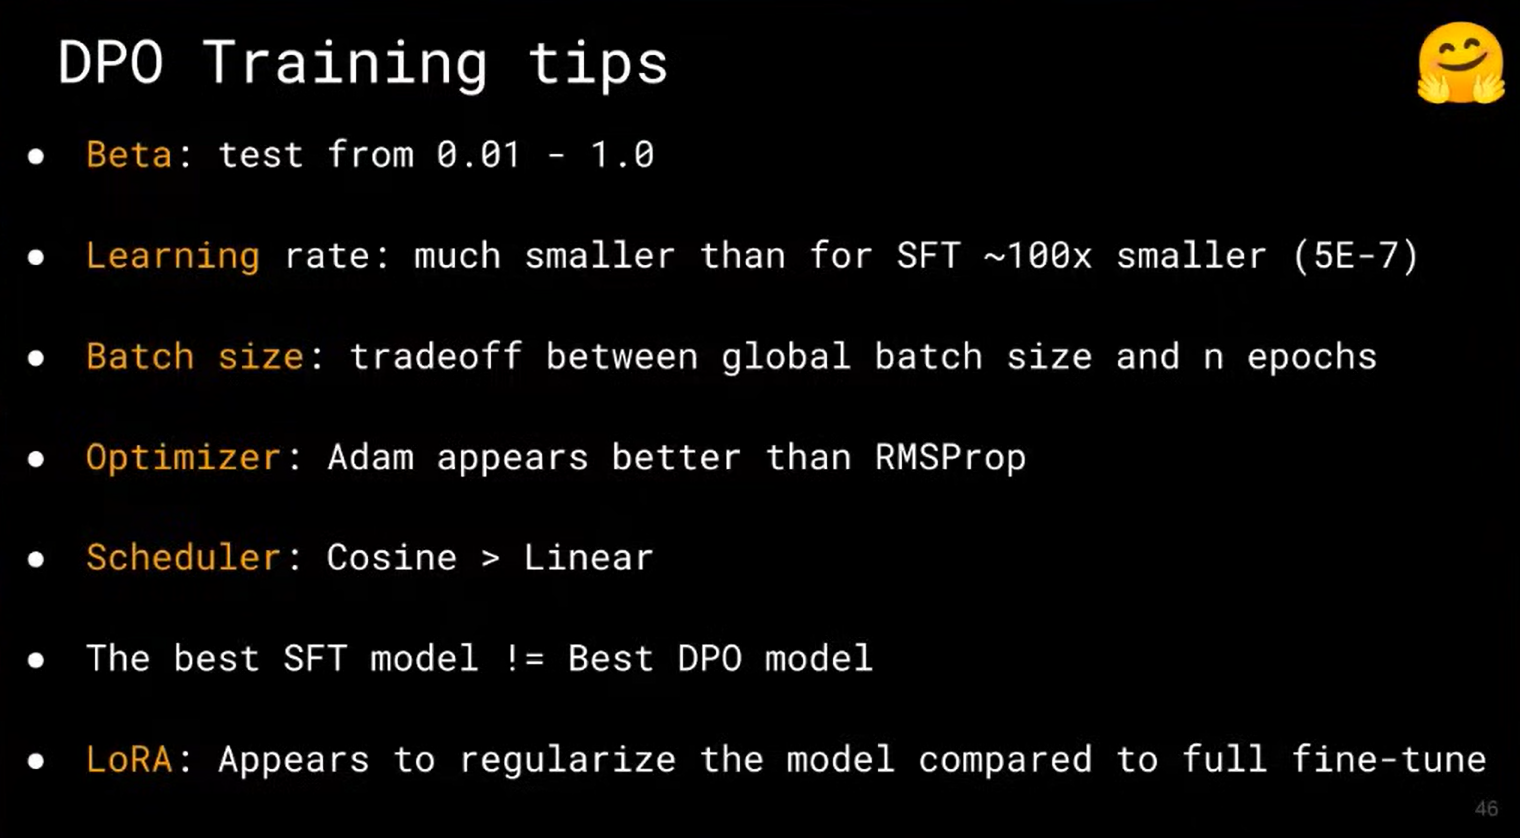 DPO Training tips
● Beta: test from 0.01 - 1.0
● Learning rate: much smaller than for SFT ~100x smaller (5E-7)
● Batch size: tradeoff between global batch size and n epochs
● Optimizer: Adam appears better than RMSProp
● Scheduler: Cosine > Linear
● The best SFT model != Best DPO model
● LoRA: Appears to regularize the model compared to full fine-tune
46